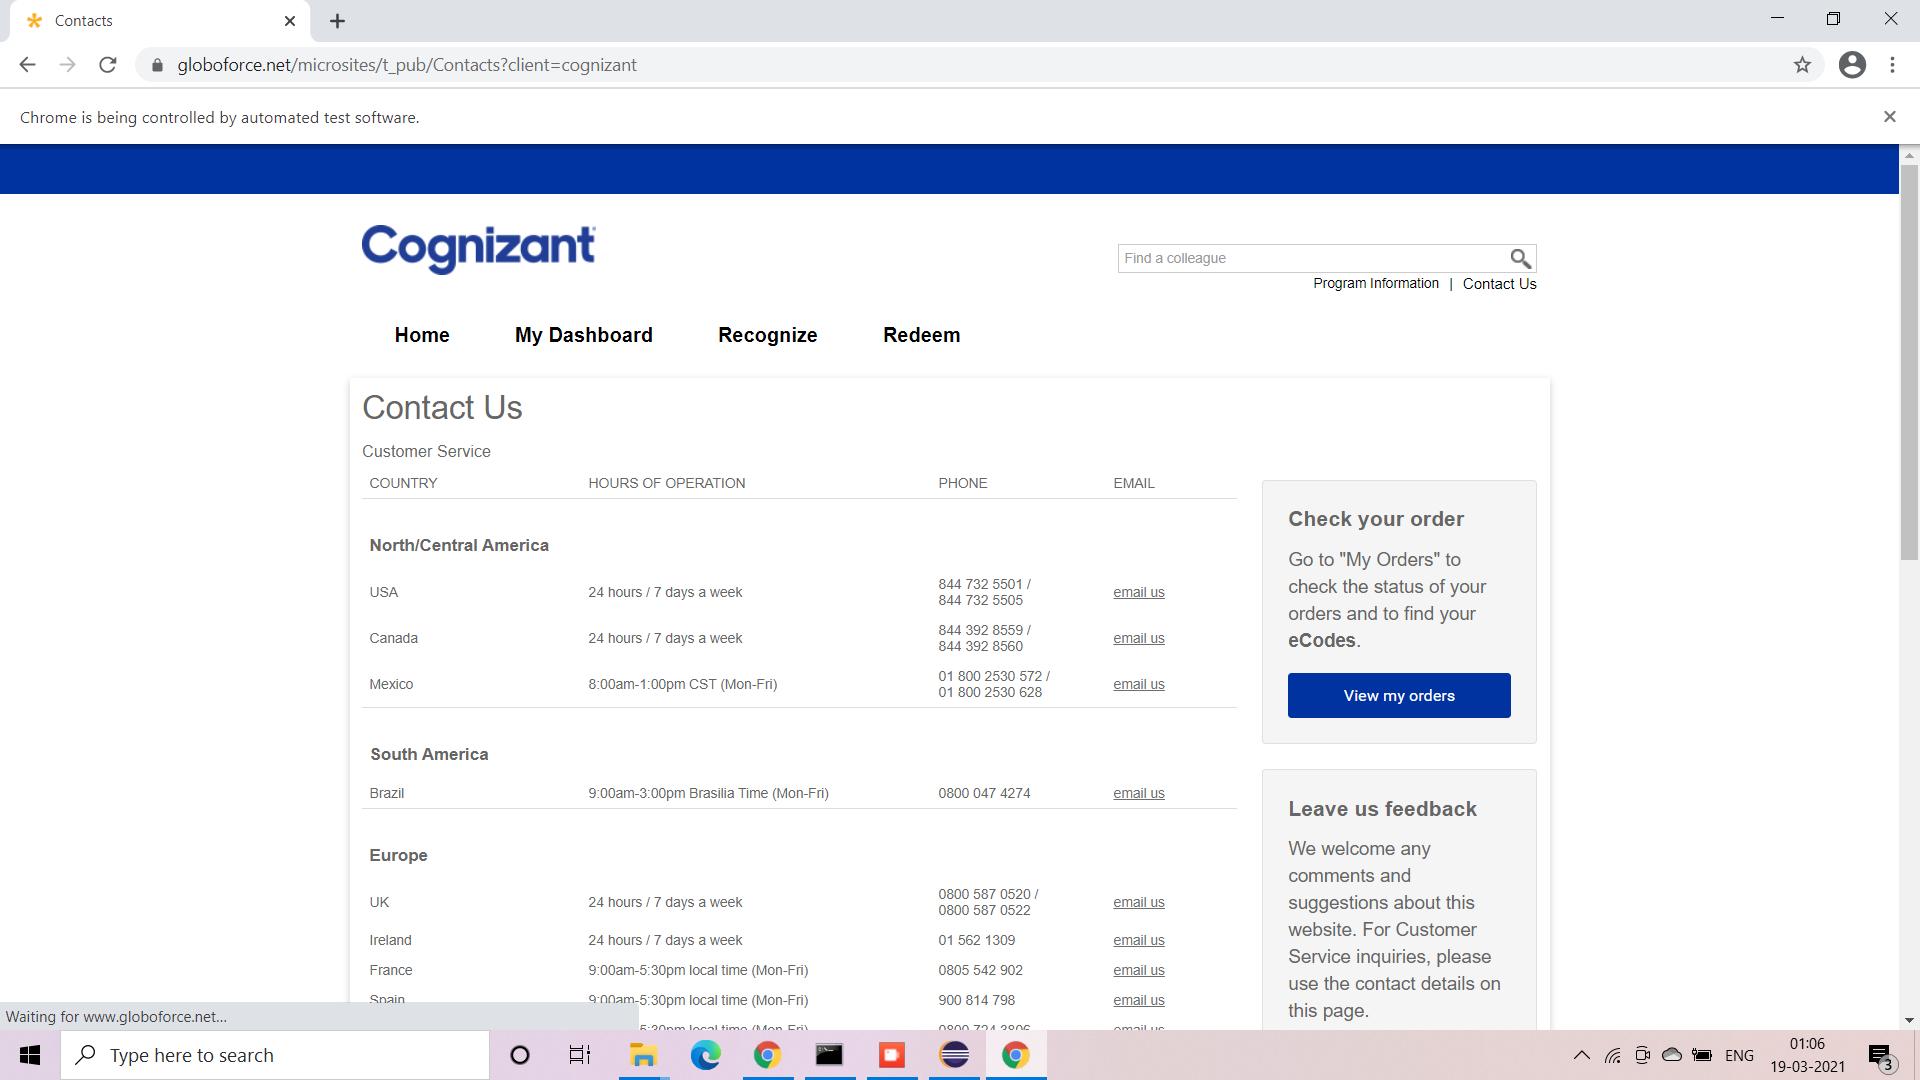 Contacts
globoforce.net/microsites/t_pub/Contacts?client=cognizant
Chrome is being controlled by automated test software.
Cognizant
Find a colleague
Program Information | Contact Us
Home My Dashboard Recognize Redeem
Contact Us
Customer Service
COUNTRY HOURS OF OPERATION PHONE EMAIL
North/Central America
USA 24 hours / 7 days a week 844 732 5501 / email us
844 732 5505
Canada 24 hours / 7 days a week 844 392 8559 / email us
844 392 8560
Mexico 8:00am-1:00pm CST (Mon-Fri) 01 800 2530 572 / email us
01 800 2530 628
South America
Brazil 9:00am-3:00pm Brasilia Time (Mon-Fri) 0800 047 4274 email us
Europe
UK 24 hours / 7 days a week 0800 587 0520 / email us
0800 587 0522
Ireland 24 hours / 7 days a week 01 562 1309 email us
France 9:00am-5:30pm local time (Mon-Fri) 0805 542 902 email us
Spain 9:00am-5:30pm local time (Mon-Fri) 900 814 798 email us
5:30pm local time (Mon-Fri) 0800 724 3806 email us
Check your order
Go to "My Orders" to
check the status of your
orders and to find your
eCodes.
View my orders
Leave us feedback
We welcome any
comments and
suggestions about this
website. For Customer
Service inquiries, please
use the contact details on
this page.
Waiting for www.globoforce.net...
Type here to search
ENG
01:06
19-03-2021
3